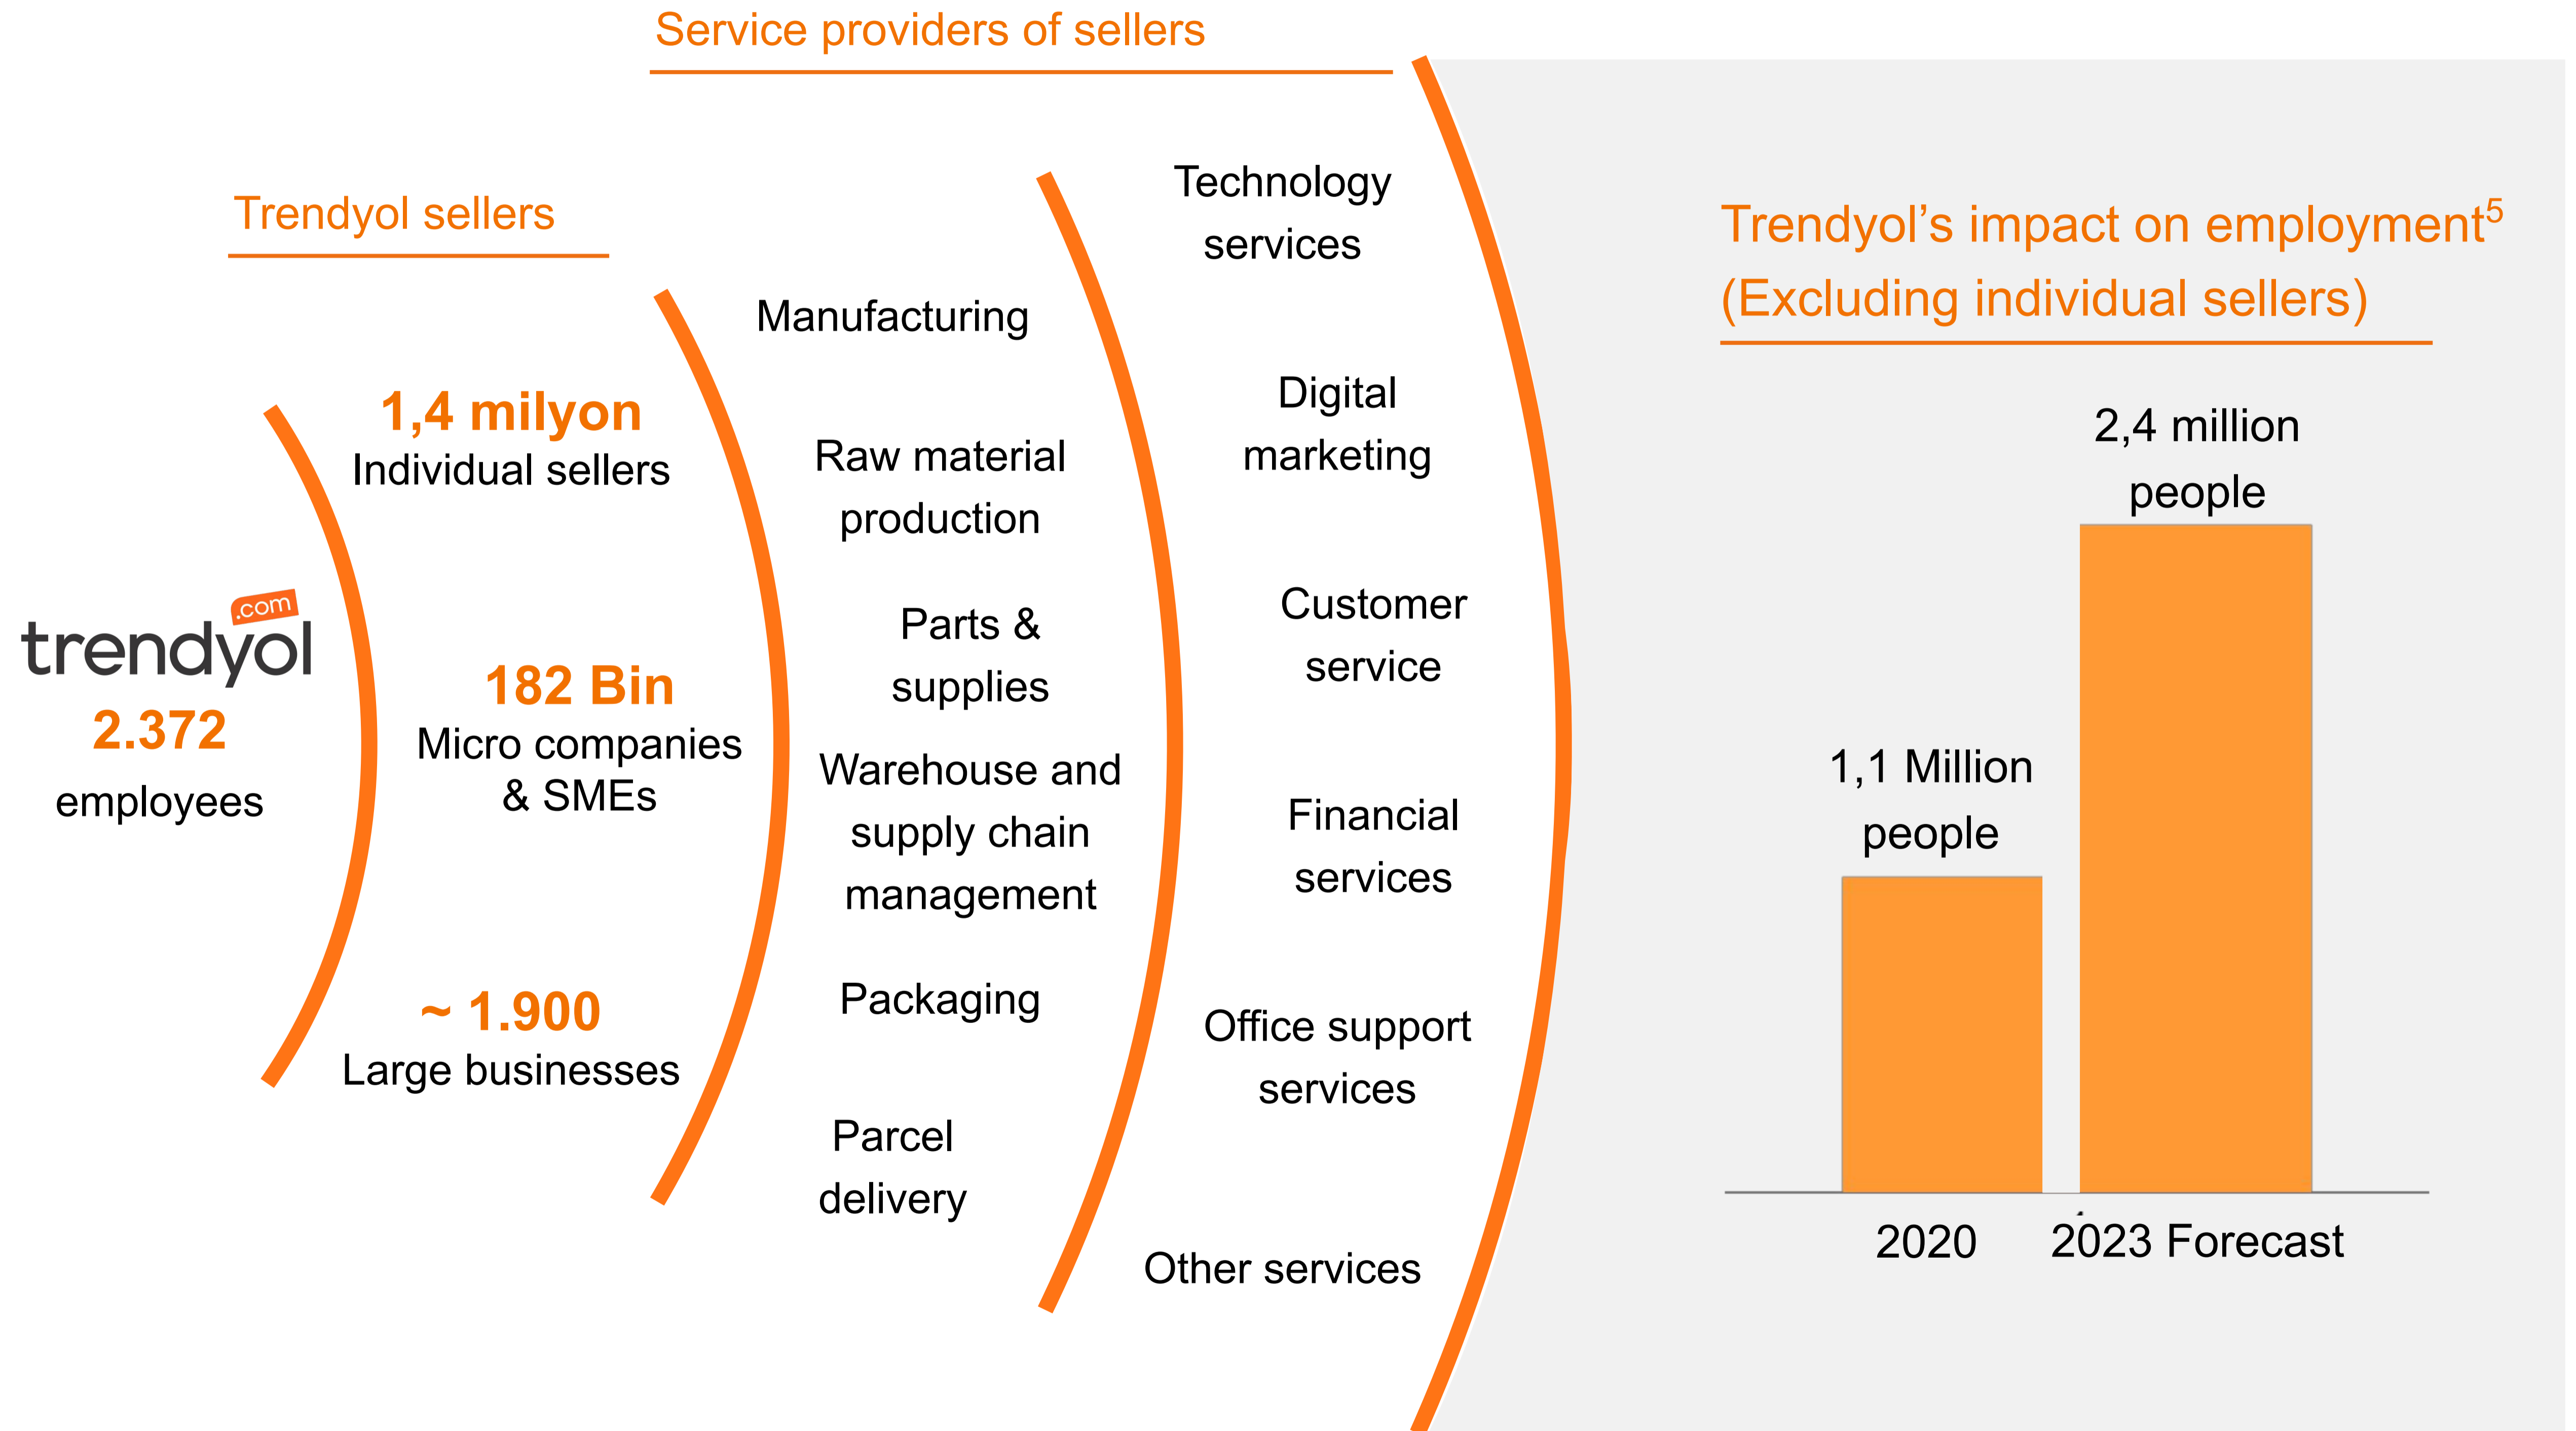 Service providers of sellers
Trendyol sellers
trendyol
.com
2.372
employees
1,4 milyon
Individual sellers
182 Bin
Micro companies
& SMEs
~ 1.900
Large businesses
Manufacturing
Raw material
production
Parts &
supplies
Warehouse and
supply chain
management
Packaging
Parcel
delivery
Technology
services
Digital
marketing
Customer
service
Financial
services
Office support
services
Other services
Trendyol’s impact on employment⁵
(Excluding individual sellers)
1,1 Million
people
2,4 million
people
2020
2023 Forecast